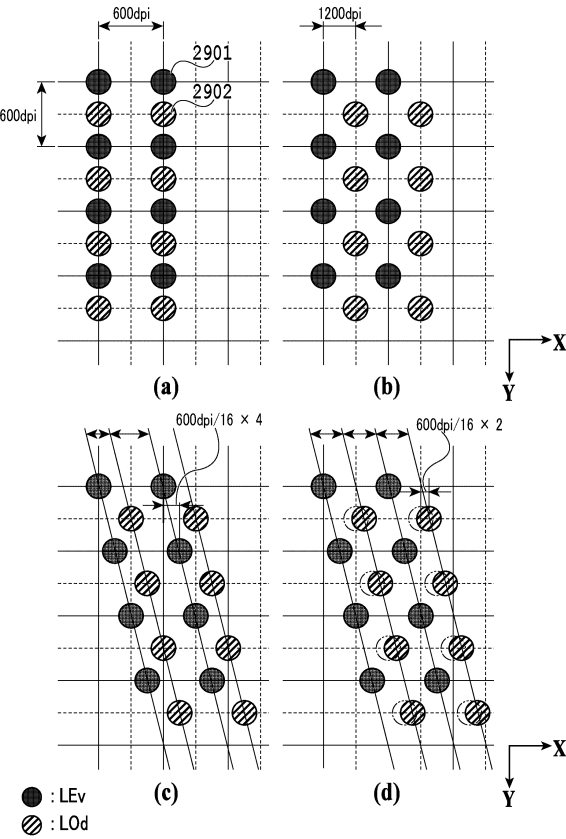 600dpi
1200dpi
2901
2902
600dpi
X
Y
(a)
(b)
600dpi/16 × 4
600dpi/16 × 2
X
Y
(c)
(d)
: LEv
: LOd